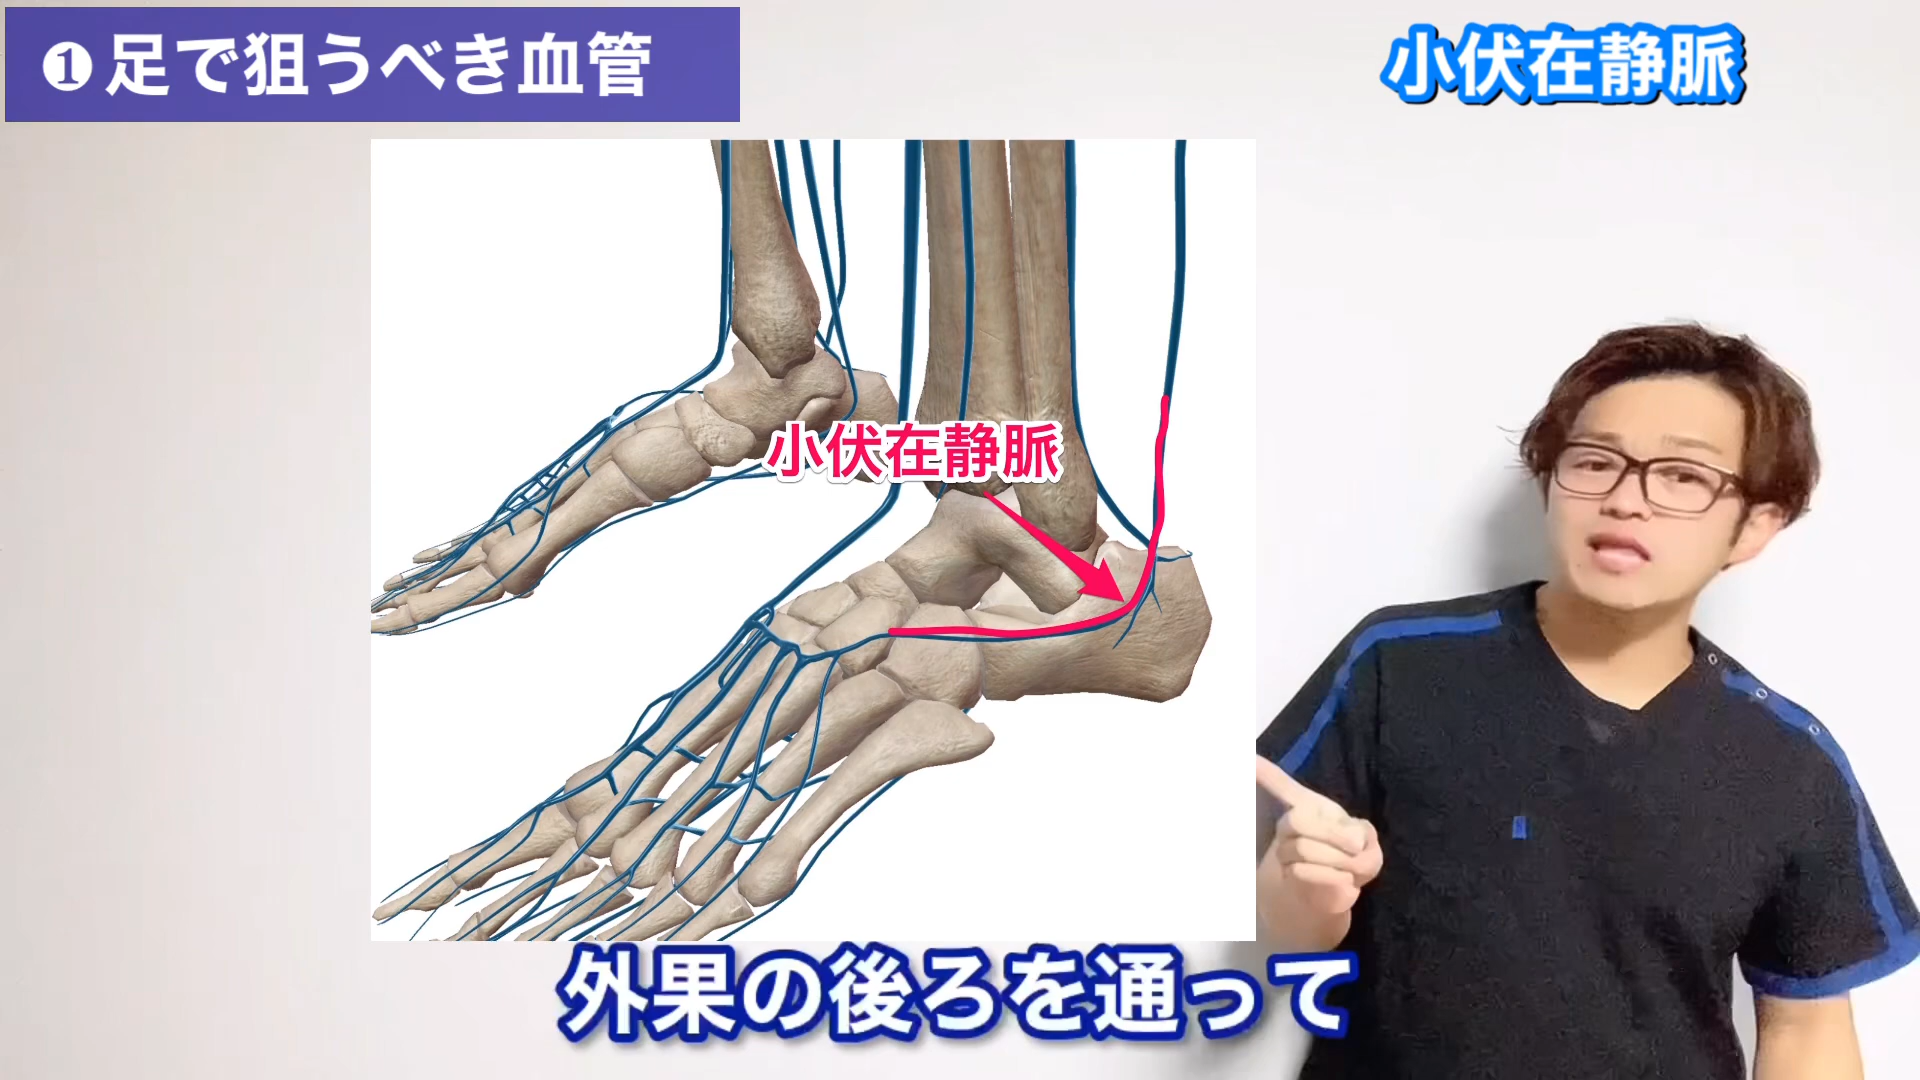 ❶足で狙うべき血管
小伏在静脈
小伏在静脈
外果の後ろを通って